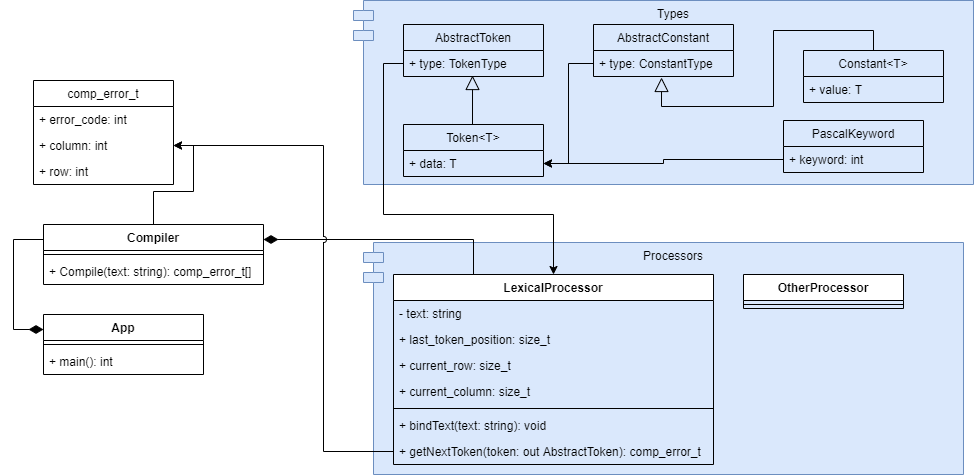 Types
AbstractToken
+ type: TokenType
AbstractConstant
+ type: ConstantType
Constant<T>
+ value: T
Token<T>
+ data: T
PascalKeyword
+ keyword: int
comp_error_t
+ error_code: int
+ column: int
+ row: int
Compiler
+ Compile(text: string): comp_error_t[]
App
+ main(): int
Processors
LexicalProcessor
- text: string
+ last_token_position: size_t
+ current_row: size_t
+ current_column: size_t
+ bindText(text: string): void
+ getNextToken(token: out AbstractToken): comp_error_t
OtherProcessor